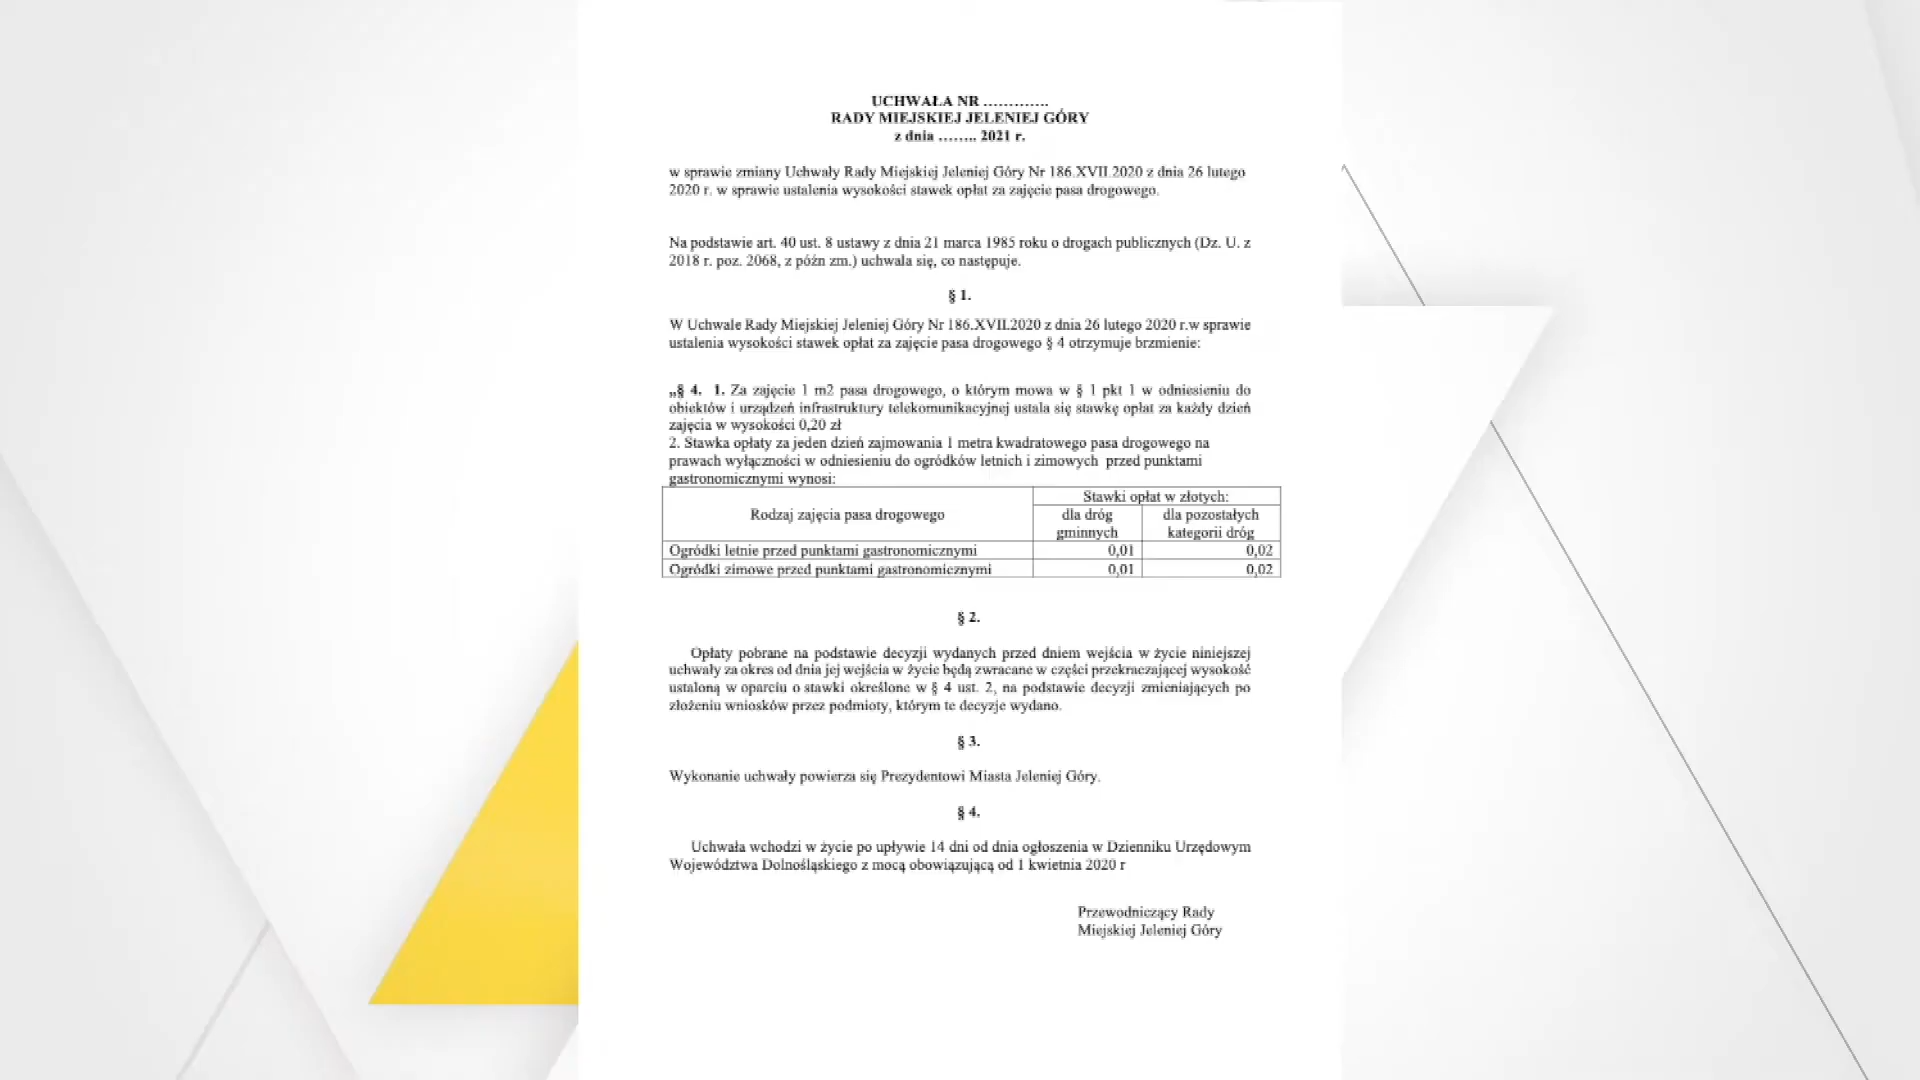 UCHWAŁA NR ………….
RADY MIEJSKIEJ JELENIEJ GÓRY
z dnia …….. 2021 r.
w sprawie zmiany Uchwały Rady Miejskiej Jeleniej Góry Nr 186.XVII.2020 z dnia 26 lutego
2020 r. w sprawie ustalenia wysokości stawek opłat za zajęcie pasa drogowego.
Na podstawie art. 40 ust. 8 ustawy z dnia 21 marca 1985 roku o drogach publicznych (Dz. U. z
2018 r. poz. 2068, z późn zm.) uchwala się, co następuje.
§ 1.
W Uchwale Rady Miejskiej Jeleniej Góry Nr 186.XVII.2020 z dnia 26 lutego 2020 r.w sprawie
ustalenia wysokości stawek opłat za zajęcie pasa drogowego § 4 otrzymuje brzmienie:
„§ 4. 1. Za zajęcie 1 m2 pasa drogowego, o którym mowa w § 1 pkt 1 w odniesieniu do
obiektów i urządzeń infrastruktury telekomunikacyjnej ustala się stawkę opłat za każdy dzień
zajęcia w wysokości 0,20 zł
2. Stawka opłaty za jeden dzień zajmowania 1 metra kwadratowego pasa drogowego na
prawach wyłączności w odniesieniu do ogródków letnich i zimowych przed punktami
gastronomicznymi wynosi:
Rodzaj zajęcia pasa drogowego
Stawki opłat w złotych:
dla dróg
gminnych
dla pozostałych
kategorii dróg
Ogródki letnie przed punktami gastronomicznymi 0,01 0,02
Ogródki zimowe przed punktami gastronomicznymi 0,01 0,02
§ 2.
Opłaty pobrane na podstawie decyzji wydanych przed dniem wejścia w życie niniejszej
uchwały za okres od dnia jej wejścia w życie będą zwracane w części przekraczającej wysokość
ustaloną w oparciu o stawki określone w § 4 ust. 2, na podstawie decyzji zmieniających po
złożeniu wniosków przez podmioty, którym te decyzje wydano.
§ 3.
Wykonanie uchwały powierza się Prezydentowi Miasta Jeleniej Góry.
§ 4.
Uchwała wchodzi w życie po upływie 14 dni od dnia ogłoszenia w Dzienniku Urzędowym
Województwa Dolnośląskiego z mocą obowiązującą od 1 kwietnia 2020 r
Przewodniczący Rady
Miejskiej Jeleniej Góry